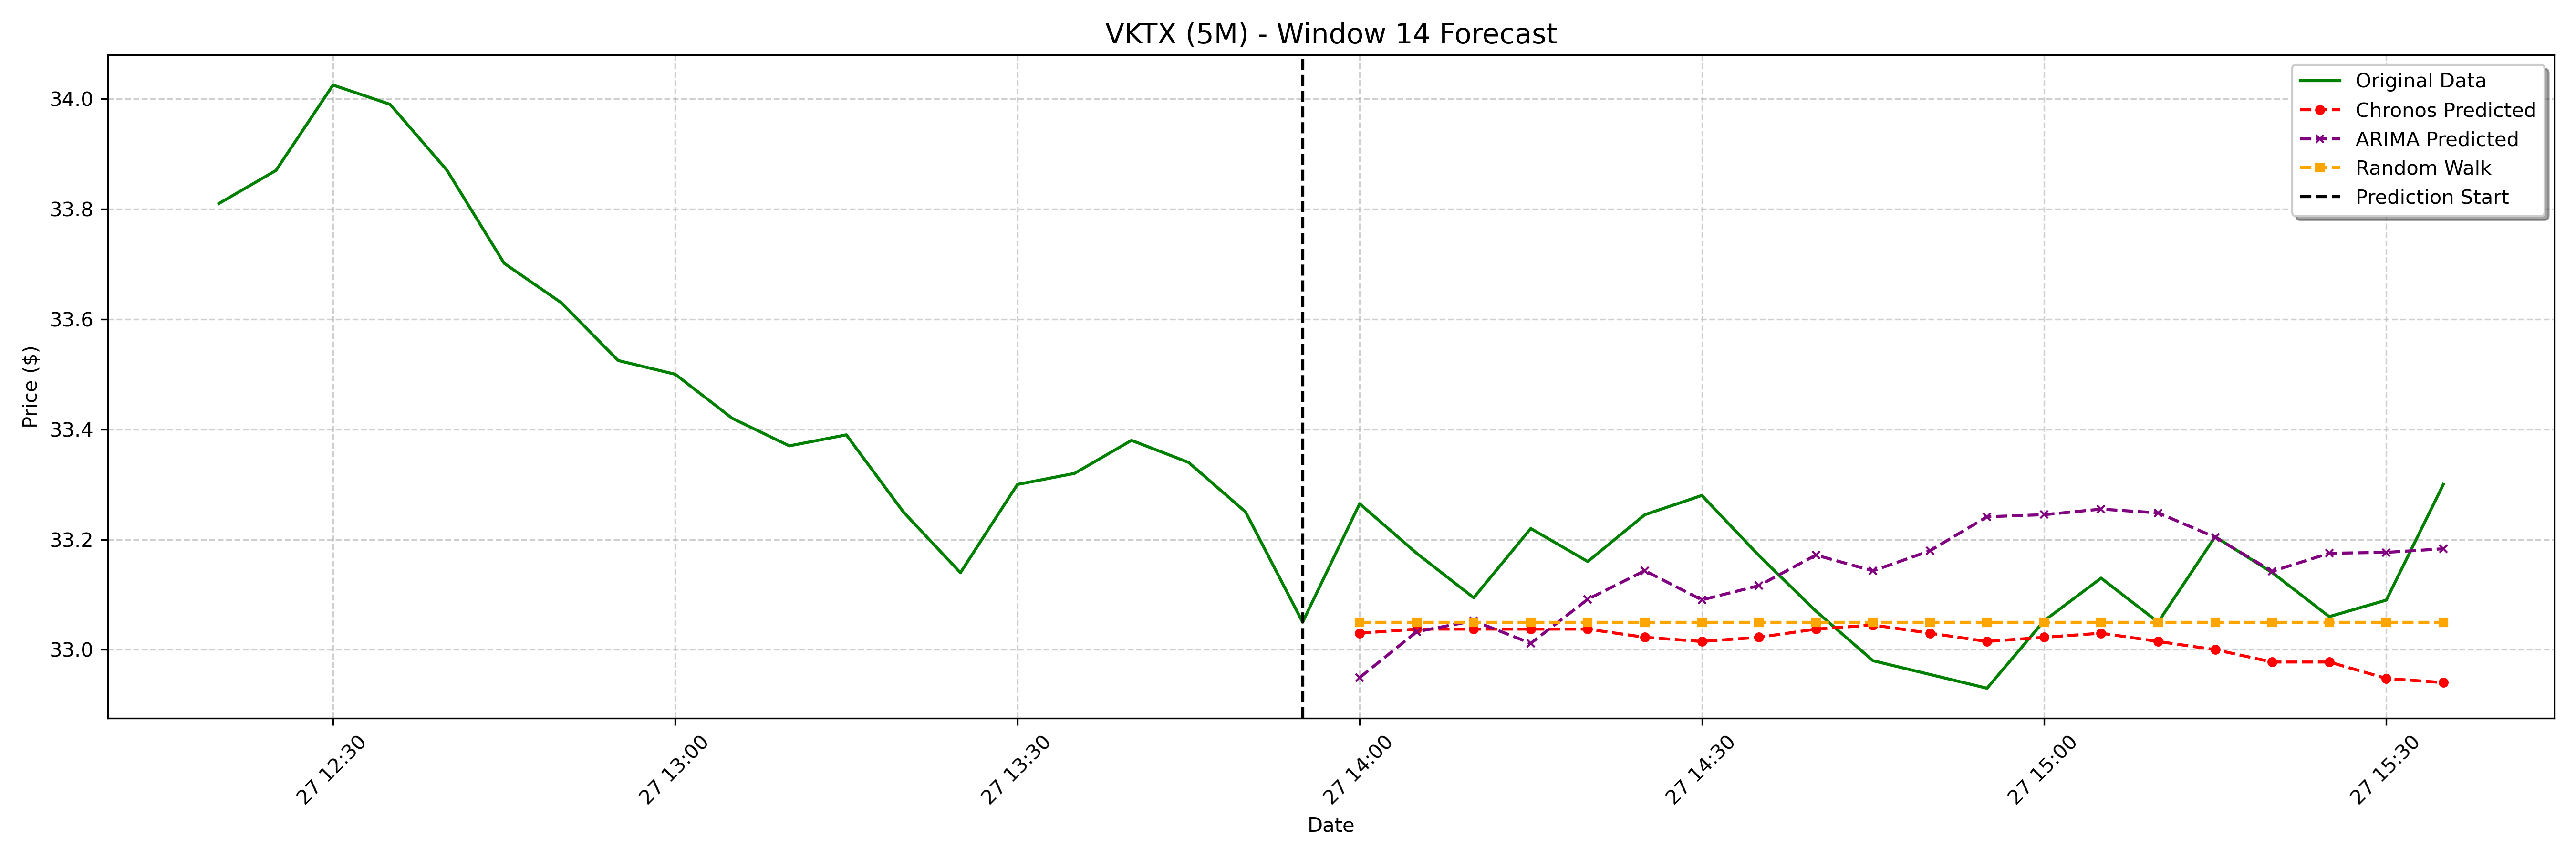 VKTX (5M) - Window 14 Forecast
Original Data
Chronos Predicted
ARIMA Predicted
Random Walk
Prediction Start
Price ($)
34.0
33.8
33.6
33.4
33.2
33.0
27 12:30
27 13:00
27 13:30
27 14:00
27 14:30
27 15:00
27 15:30
Date